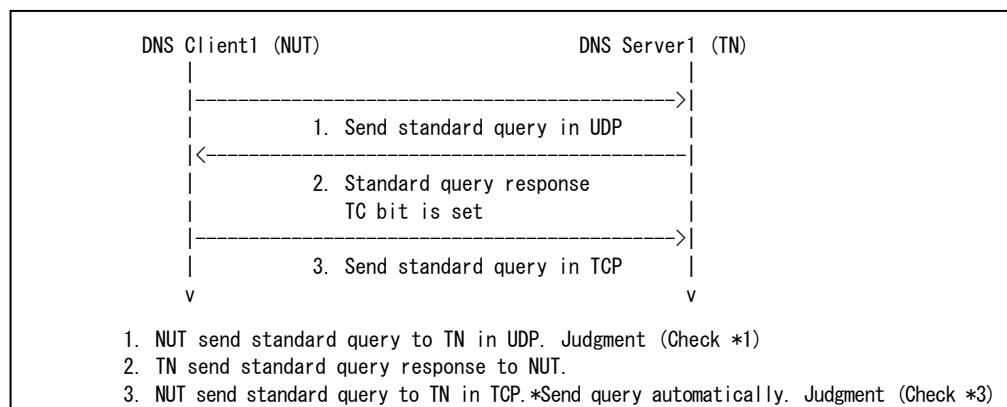 DNS Client1 (NUT) DNS Server1 (TN)
| |
|---------------------------------------------->|
| 1. Send standard query in UDP |
|<----------------------------------------------|
| 2. Standard query response |
| TC bit is set |
|---------------------------------------------->|
| 3. Send standard query in TCP |
v v
1. NUT send standard query to TN in UDP. Judgment (Check *1)
2. TN send standard query response to NUT.
3. NUT send standard query to TN in TCP.*Send query automatically. Judgment (Check *3)